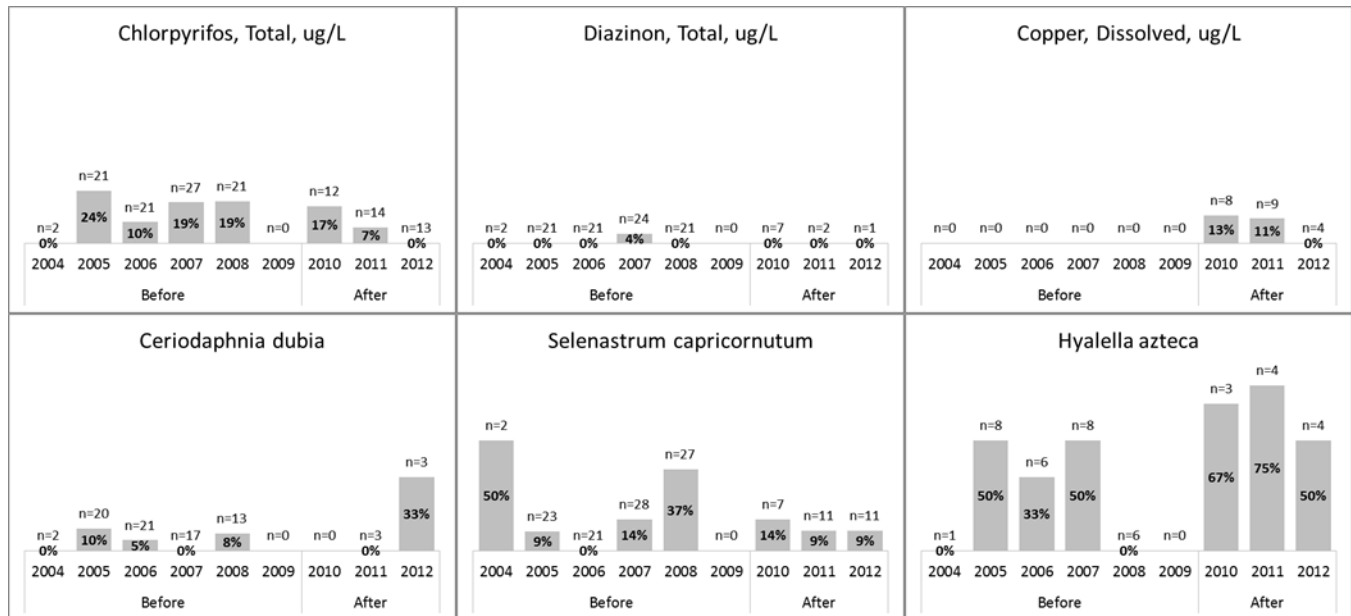 Chlorpyrifos, Total, ug/L
n=2 n=21 n=21 n=27 n=21 n=0 n=12 n=14 n=13
0% 24% 10% 19% 19% 17% 7% 0%
2004 2005 2006 2007 2008 2009 2010 2011 2012
Before After
Diazinon, Total, ug/L
n=2 n=21 n=21 n=24 n=21 n=0 n=7 n=2 n=1
0% 0% 0% 4% 0% 0% 0% 0%
2004 2005 2006 2007 2008 2009 2010 2011 2012
Before After
Copper, Dissolved, ug/L
n=0 n=0 n=0 n=0 n=0 n=0 n=8 n=9 n=4
13% 11% 0%
2004 2005 2006 2007 2008 2009 2010 2011 2012
Before After
Ceriodaphnia dubia
n=2 n=20 n=21 n=17 n=13 n=0 n=0 n=3 n=3
0% 10% 5% 0% 8% 0% 33%
2004 2005 2006 2007 2008 2009 2010 2011 2012
Before After
Selenastrum capricornutum
n=2 n=23 n=21 n=28 n=27 n=0 n=7 n=11 n=11
50% 9% 0% 14% 37% 14% 9% 9%
2004 2005 2006 2007 2008 2009 2010 2011 2012
Before After
Hyalella azteca
n=1 n=8 n=6 n=8 n=6 n=0 n=3 n=4 n=4
0% 50% 33% 50% 0% 67% 75% 50%
2004 2005 2006 2007 2008 2009 2010 2011 2012
Before After